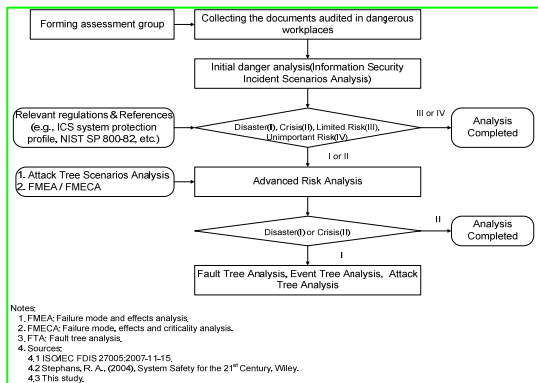 Forming assessment group
Collecting the documents audited in dangerous
workplaces
Initial danger analysis(Information Security
Incident Scenarios Analysis)
Relevant regulations & References
(e.g., ICS system protection
profile, NIST SP 800-82, etc.)
Disaster(I), Crisis(II), Limited Risk(III),
Unimportant Risk(IV)
III or IV
Analysis
Completed
I or II
1. Attack Tree Scenarios Analysis
2. FMEA / FMECA
Advanced Risk Analysis
Disaster(I) or Crisis(II)
II
Analysis
Completed
I
Fault Tree Analysis, Event Tree Analysis, Attack
Tree Analysis
Notes:
1. FMEA: Failure mode and effects analysis.
2. FMECA: Failure mode, effects and criticality analysis.
3. FTA: Fault tree analysis.
4. Sources:
4.1 ISO/IEC FDIS 27005:2007-11-15.
4.2 Stephans, R. A., (2004), System Safety for the 21st Century, Wiley.
4.3 This study.